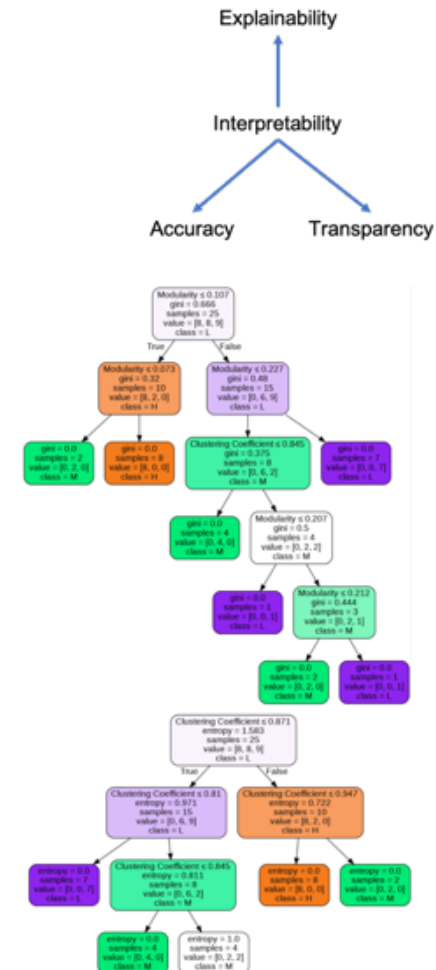 Explainability
Interpretability
Accuracy
Transparency
Modularity ≤ 0.107
gini = 0.666
samples = 25
value = [8, 8, 9]
class = L
True
False
Modularity ≤ 0.073
gini = 0.32
samples = 10
value = [8, 2, 0]
class = H
Modularity ≤ 0.227
gini = 0.48
samples = 15
value = [0, 6, 9]
class = L
gini = 0.0
samples = 2
value = [0, 2, 0]
class = M
gini = 0.0
samples = 8
value = [8, 0, 0]
class = H
Clustering Coefficient ≤ 0.845
gini = 0.375
samples = 8
value = [0, 6, 2]
class = M
gini = 0.0
samples = 7
value = [0, 0, 7]
class = L
gini = 0.0
samples = 4
value = [0, 4, 0]
class = M
Modularity ≤ 0.207
gini = 0.5
samples = 4
value = [0, 2, 2]
class = M
gini = 0.0
samples = 1
value = [0, 0, 1]
class = L
Modularity ≤ 0.212
gini = 0.444
samples = 3
value = [0, 2, 1]
class = M
gini = 0.0
samples = 2
value = [0, 2, 0]
class = M
gini = 0.0
samples = 1
value = [0, 0, 1]
class = L
Clustering Coefficient ≤ 0.871
entropy = 1.583
samples = 25
value = [8, 8, 9]
class = L
True
False
Clustering Coefficient ≤ 0.81
entropy = 0.971
samples = 15
value = [0, 6, 9]
class = L
Clustering Coefficient ≤ 0.947
entropy = 0.722
samples = 10
value = [8, 2, 0]
class = H
entropy = 0.0
samples = 7
value = [0, 0, 7]
class = L
Clustering Coefficient ≤ 0.845
entropy = 0.811
samples = 8
value = [0, 6, 2]
class = M
entropy = 0.0
samples = 8
value = [8, 0, 0]
class = H
entropy = 0.0
samples = 2
value = [0, 2, 0]
class = M
entropy = 0.0
samples = 4
value = [0, 4, 0]
class = M
entropy = 1.0
samples = 4
value = [0, 2, 2]
class = M